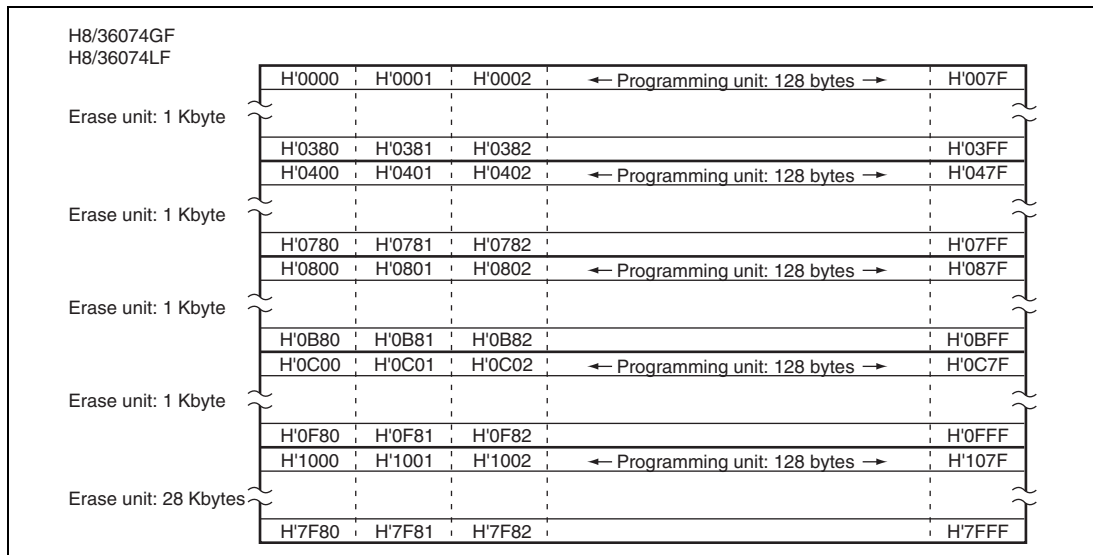 H8/36074GF
H8/36074LF
H'0000 H'0001 H'0002 ← Programming unit: 128 bytes → H'007F
Erase unit: 1 Kbyte
H'0380 H'0381 H'0382 H'03FF
H'0400 H'0401 H'0402 ← Programming unit: 128 bytes → H'047F
Erase unit: 1 Kbyte
H'0780 H'0781 H'0782 H'07FF
H'0800 H'0801 H'0802 ← Programming unit: 128 bytes → H'087F
Erase unit: 1 Kbyte
H'0B80 H'0B81 H'0B82 H'0BFF
H'0C00 H'0C01 H'0C02 ← Programming unit: 128 bytes → H'0C7F
Erase unit: 1 Kbyte
H'0F80 H'0F81 H'0F82 H'0FFF
H'1000 H'1001 H'1002 ← Programming unit: 128 bytes → H'107F
Erase unit: 28 Kbytes
H'7F80 H'7F81 H'7F82 H'7FFF